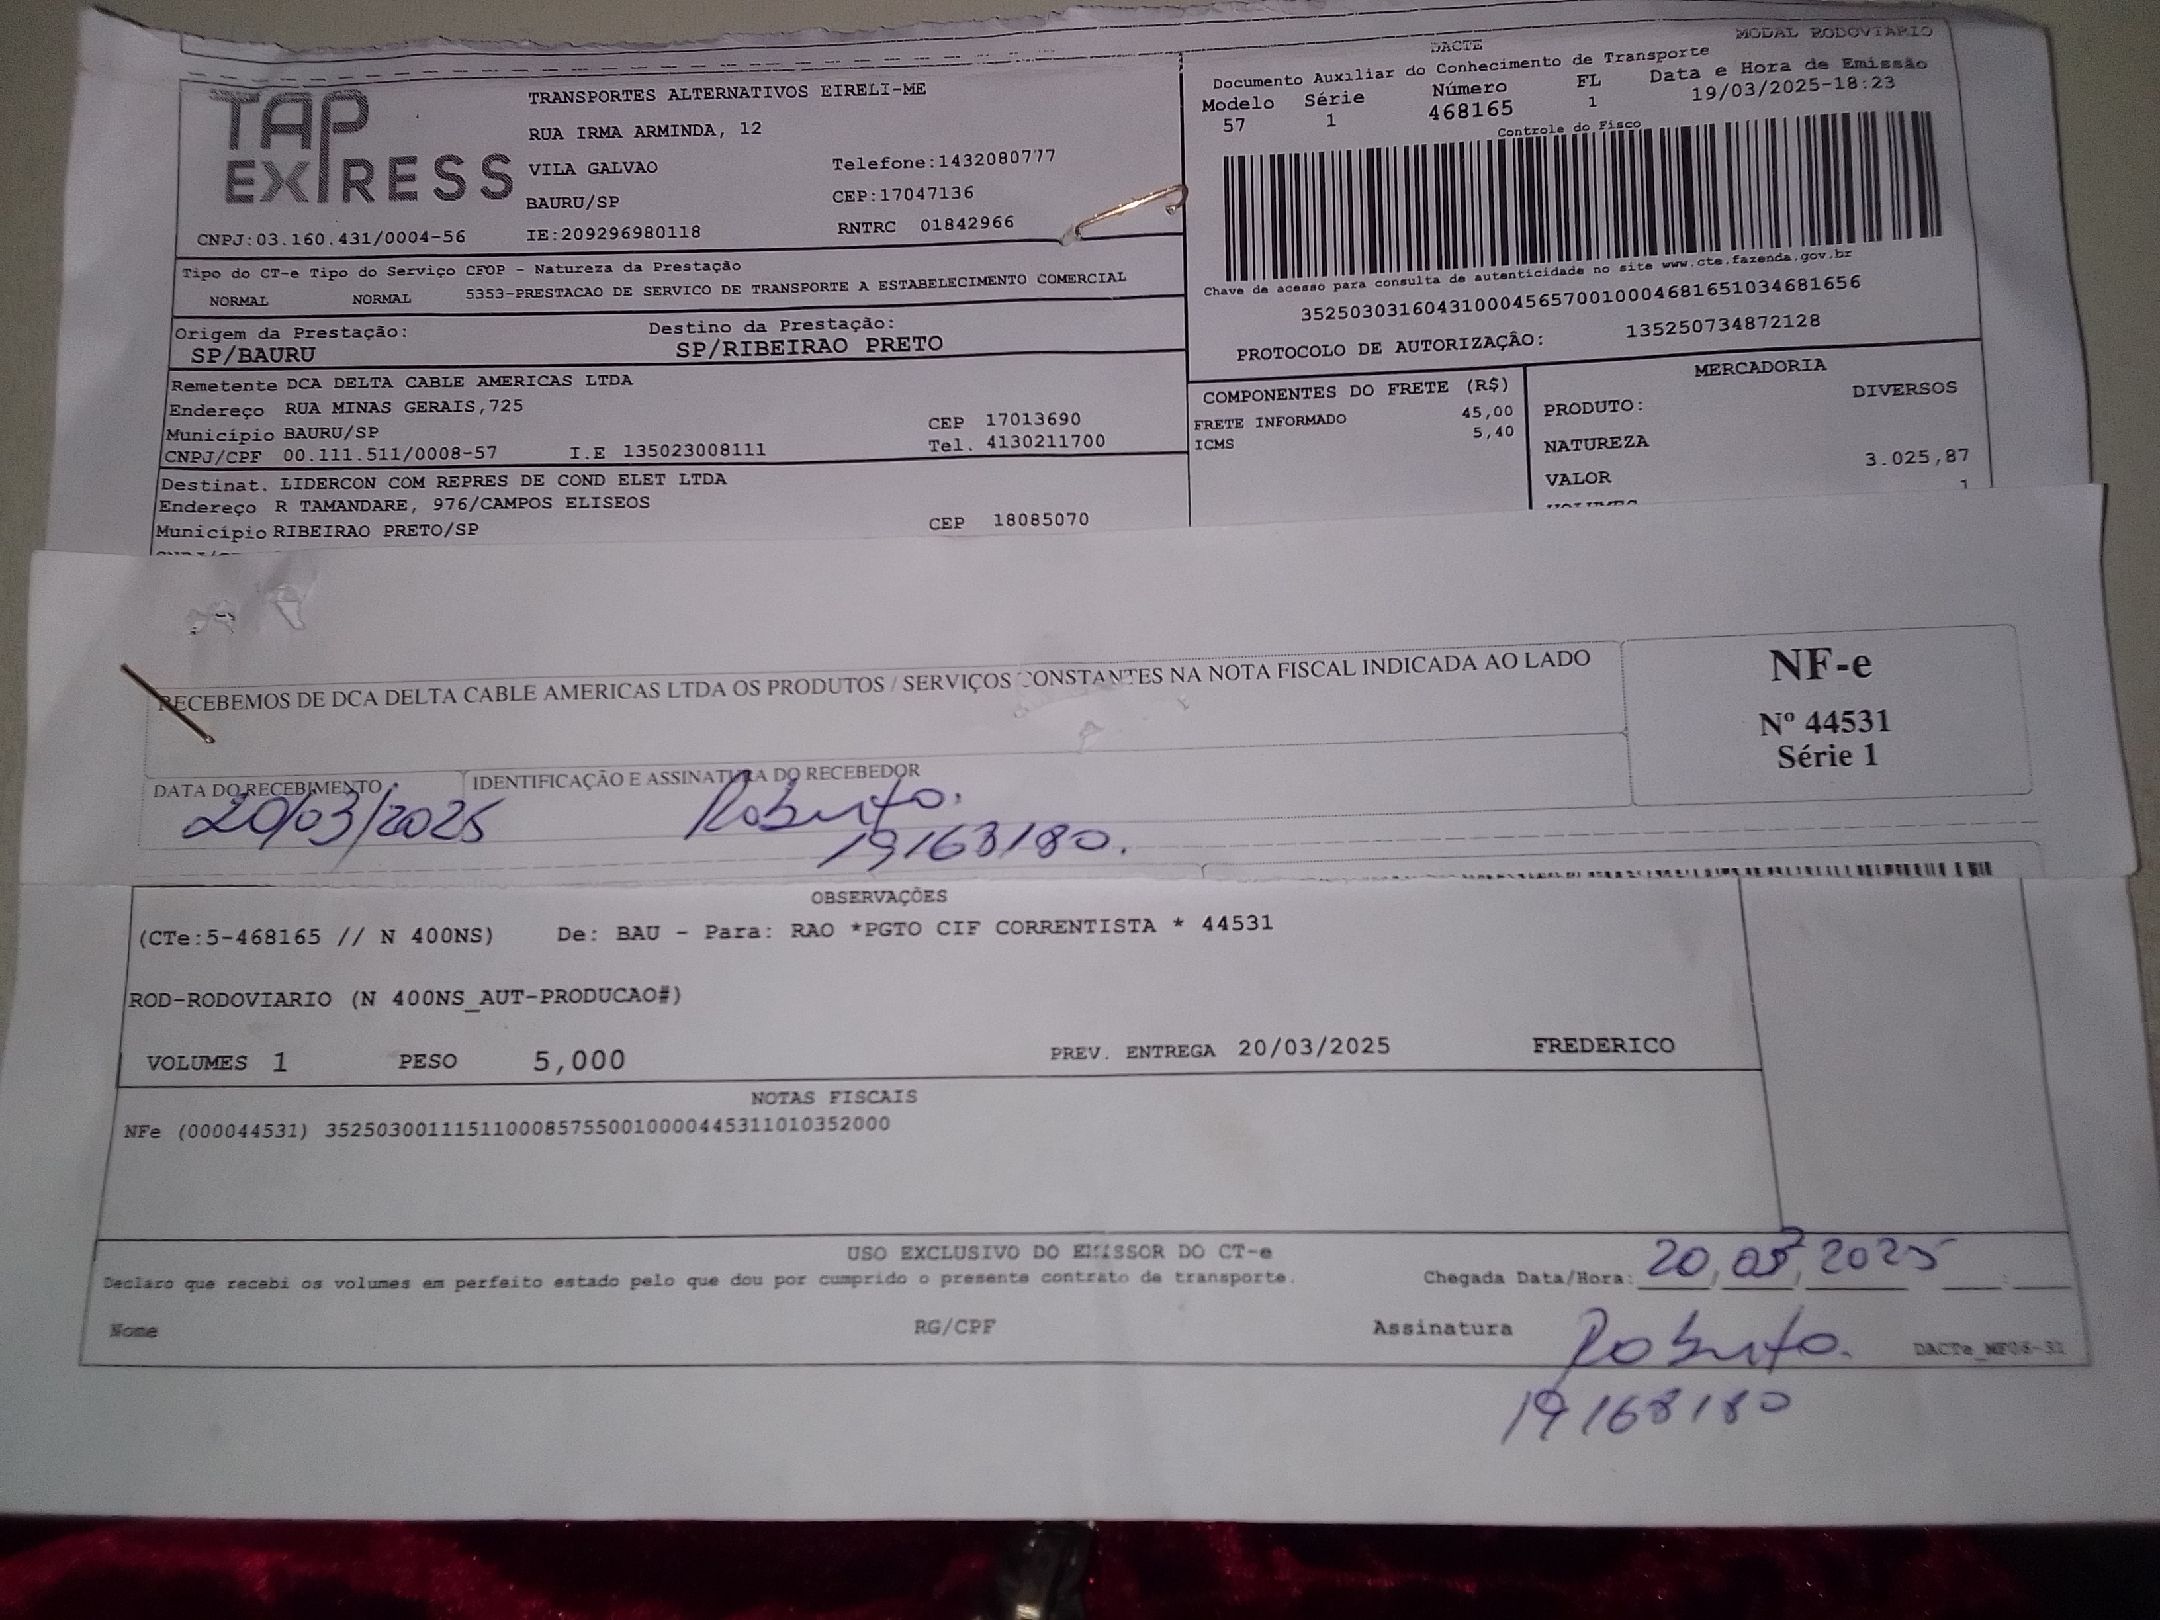 MODAL RODOVIARIO
TAP EXPRESS
TRANSPORTES ALTERNATIVOS EIRELI-ME
RUA IRMA ARMINDA, 12
VILA GALVAO Telefone:1432080777
BAURU/SP CEP:17047136
CNPJ:03.160.431/0004-56 IE:209296980118 RNTRC 01842966
DACTE
Documento Auxiliar do Conhecimento de Transporte
Modelo Série Número FL Data e Hora de Emissão
57 1 468165 1 19/03/2025-18:23
Controle do Fisco
Chave de acesso para consulta de autenticidade no site www.cte.fazenda.gov.br
35250303160431000456570010004681651034681656
PROTOCOLO DE AUTORIZAÇÃO: 135250734872128
Tipo do CT-e Tipo do Serviço CFOP - Natureza da Prestação
NORMAL NORMAL 5353-PRESTACAO DE SERVICO DE TRANSPORTE A ESTABELECIMENTO COMERCIAL
Origem da Prestação: Destino da Prestação:
SP/BAURU SP/RIBEIRAO PRETO
Remetente DCA DELTA CABLE AMERICAS LTDA
Endereço RUA MINAS GERAIS,725 CEP 17013690
Município BAURU/SP Tel. 4130211700
CNPJ/CPF 00.111.511/0008-57 I.E 135023008111
COMPONENTES DO FRETE (R$)
FRETE INFORMADO 45,00
ICMS 5,40
MERCADORIA
PRODUTO: DIVERSOS
NATUREZA
VALOR 3.025,87
1
Destinat. LIDERCON COM REPRES DE COND ELET LTDA
Endereço R TAMANDARE, 976/CAMPOS ELISEOS
Município RIBEIRAO PRETO/SP CEP 18085070
RECEBEMOS DE DCA DELTA CABLE AMERICAS LTDA OS PRODUTOS / SERVIÇOS CONSTANTES NA NOTA FISCAL INDICADA AO LADO
NF-e
Nº 44531
Série 1
DATA DO RECEBIMENTO IDENTIFICAÇÃO E ASSINATURA DO RECEBEDOR
20/03/2025 Roberto.
19168180.
OBSERVAÇÕES
(CTe:5-468165 // N 400NS) De: BAU - Para: RAO *PGTO CIF CORRENTISTA * 44531
ROD-RODOVIARIO (N 400NS_AUT-PRODUCAO#)
VOLUMES 1 PESO 5,000 PREV. ENTREGA 20/03/2025 FREDERICO
NOTAS FISCAIS
NFe (000044531) 35250300111511000857550010000445311010352000
USO EXCLUSIVO DO EMISSOR DO CT-e
Declaro que recebi os volumes em perfeito estado pelo que dou por cumprido o presente contrato de transporte.
Chegada Data/Hora: 20, 03, 2025
Nome RG/CPF Assinatura Roberto. DACTe_MF06-31
19168180